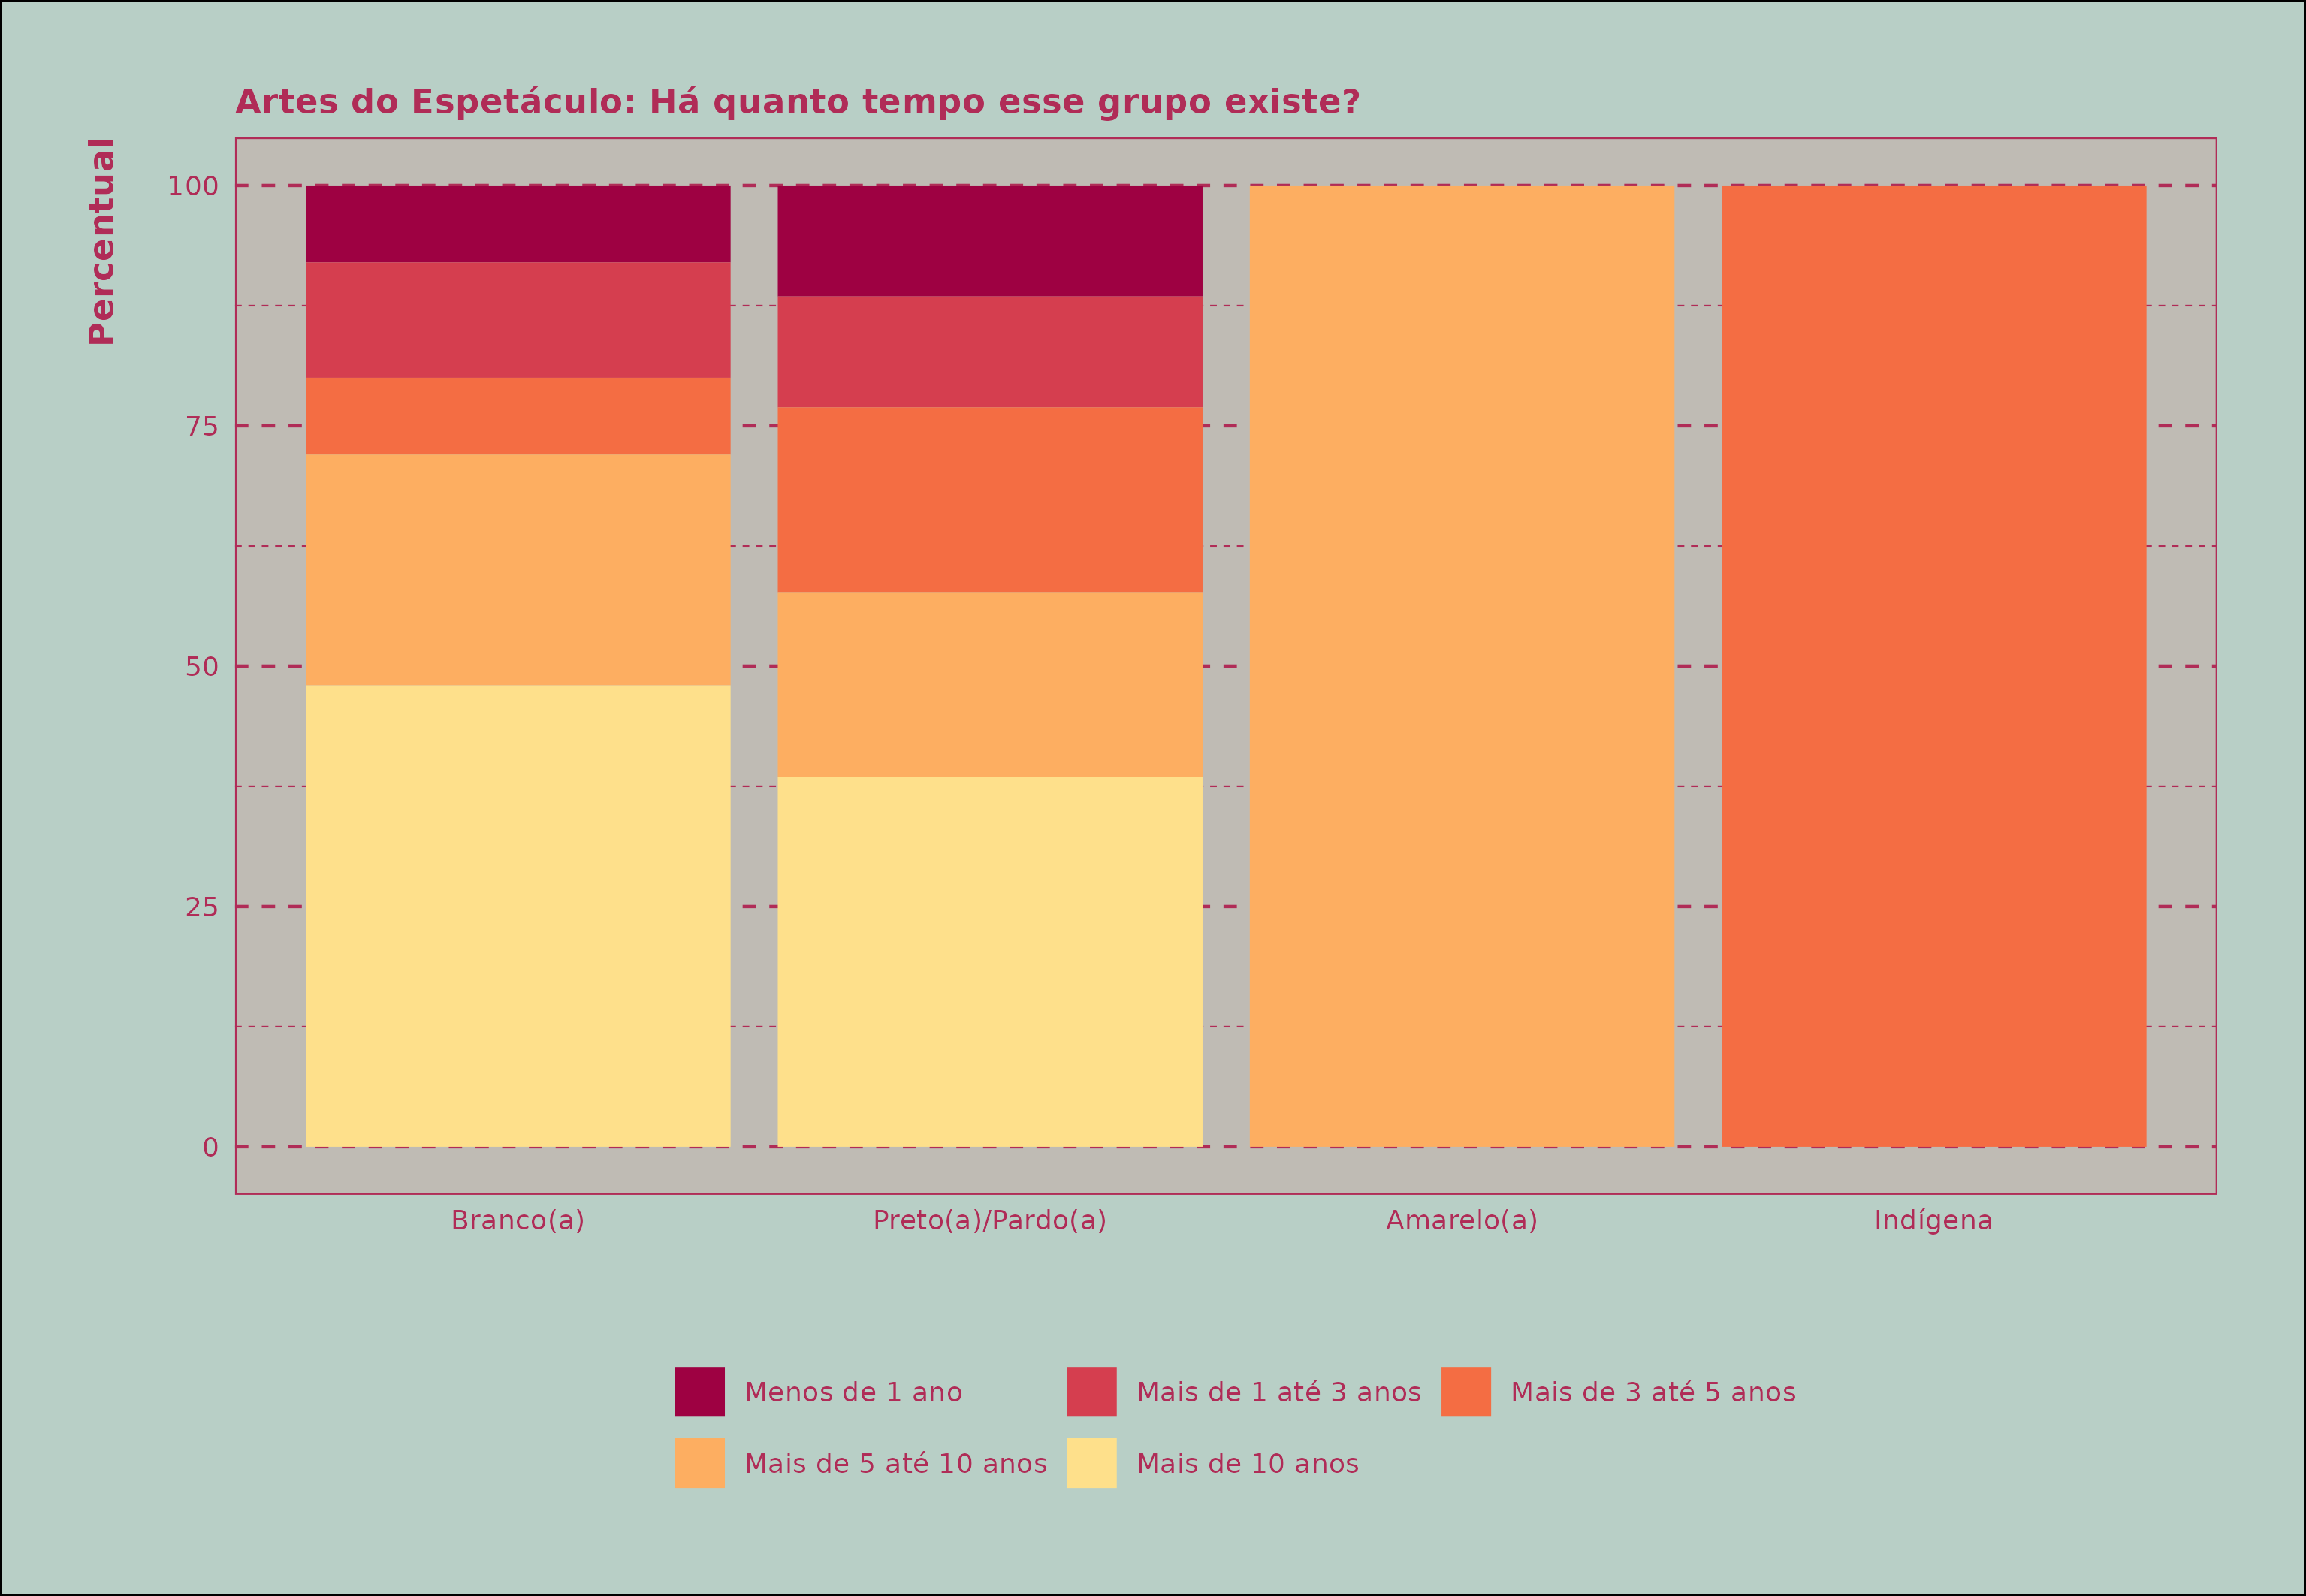 Artes do Espetáculo: Há quanto tempo esse grupo existe?
Percentual
100
75
50
25
0
Branco(a) Preto(a)/Pardo(a) Amarelo(a) Indígena
Menos de 1 ano Mais de 1 até 3 anos Mais de 3 até 5 anos
Mais de 5 até 10 anos Mais de 10 anos